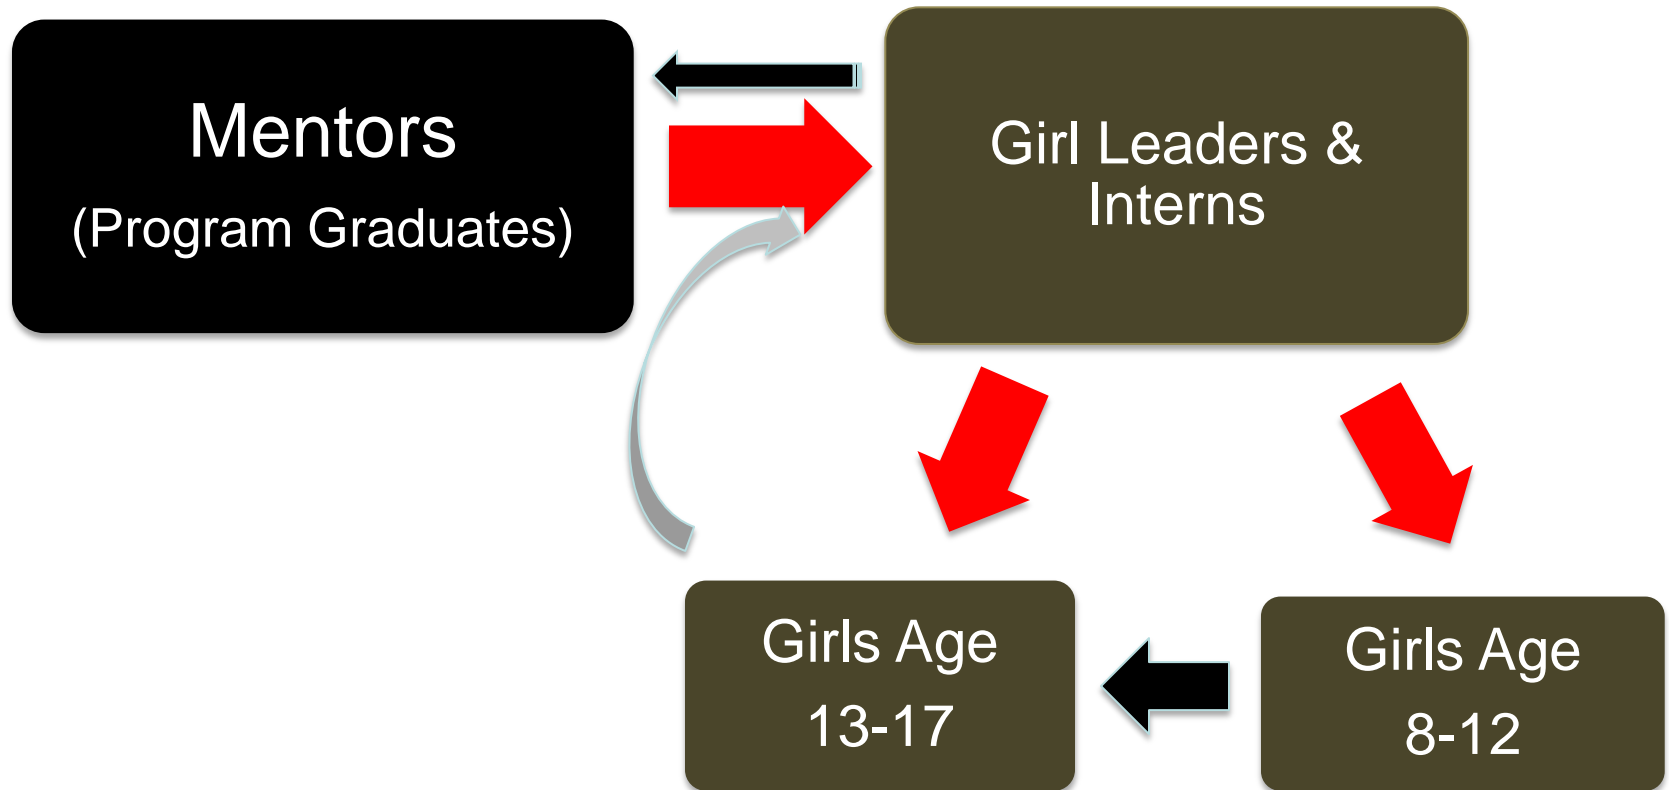 Mentors
(Program Graduates)
Girl Leaders &
Interns
Girls Age
13-17
Girls Age
8-12